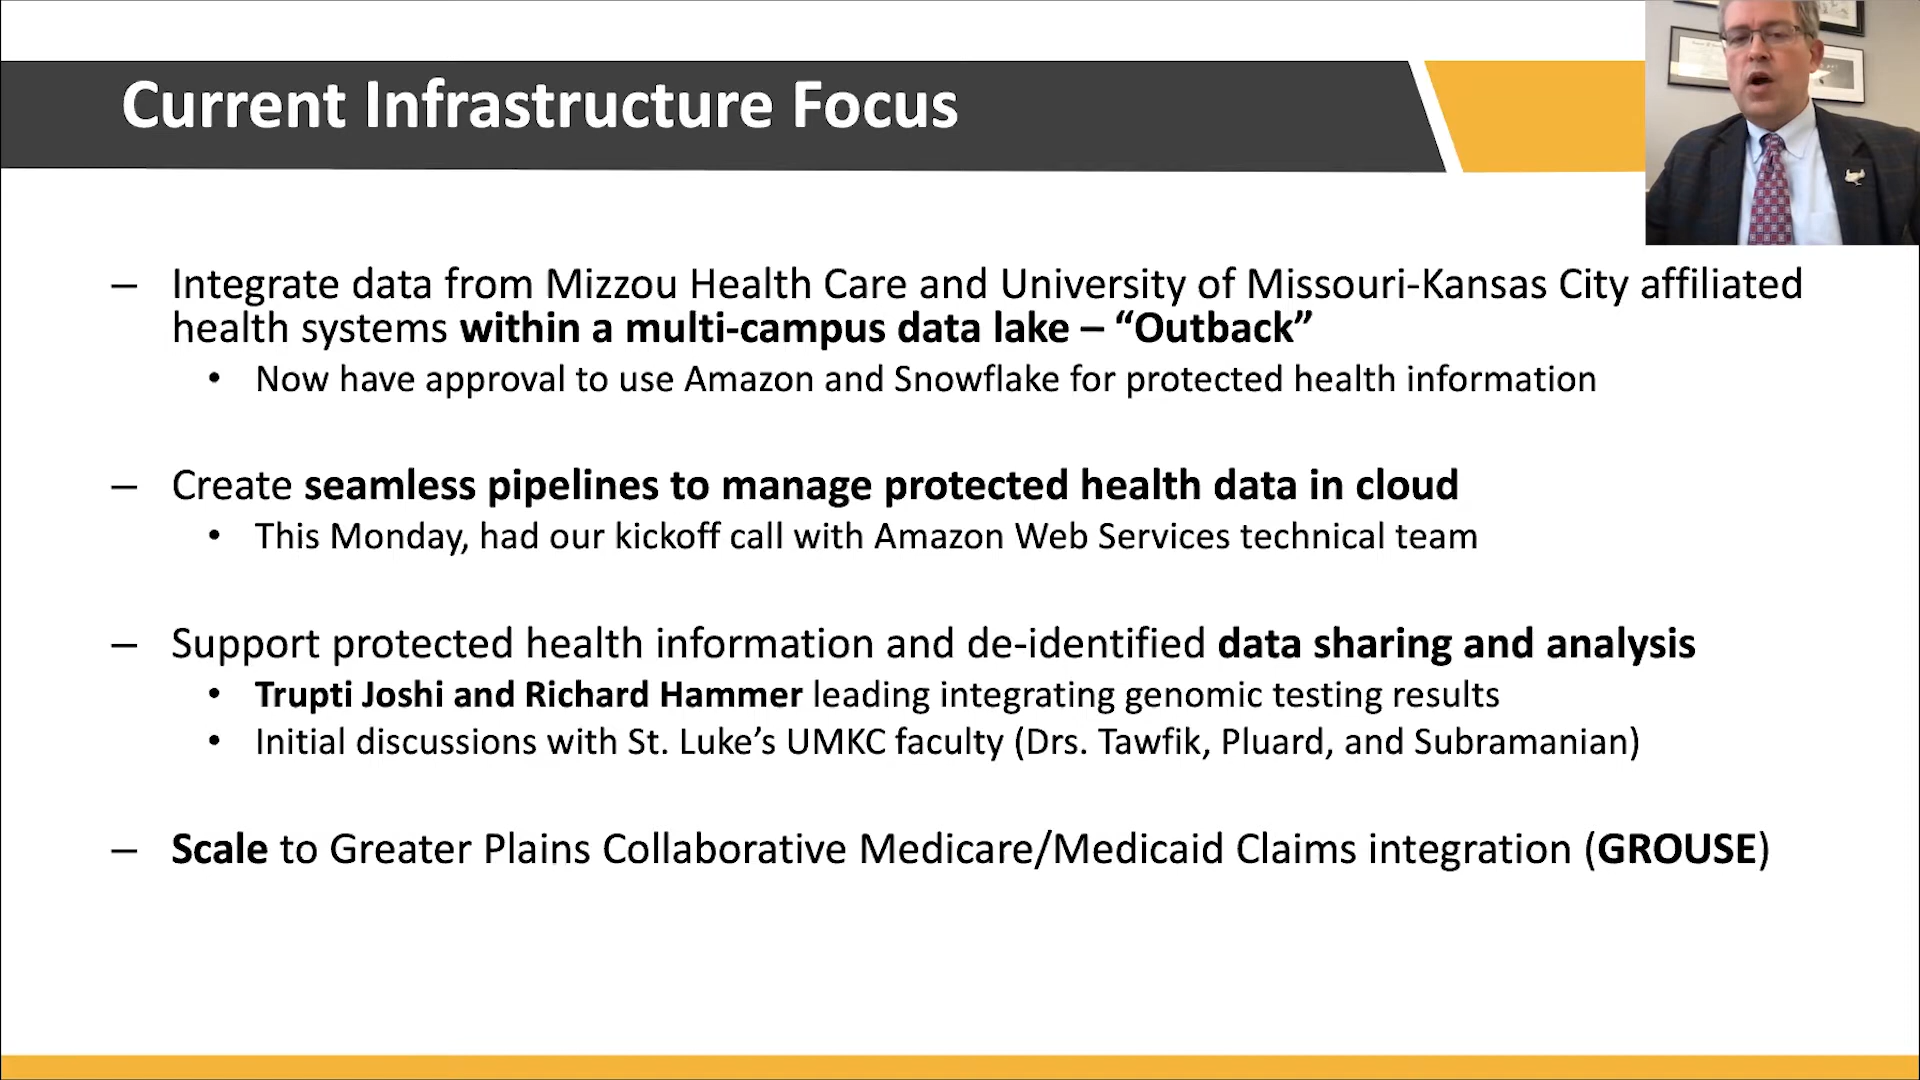 Current Infrastructure Focus
– Integrate data from Mizzou Health Care and University of Missouri-Kansas City affiliated
health systems within a multi-campus data lake – “Outback”
• Now have approval to use Amazon and Snowflake for protected health information
– Create seamless pipelines to manage protected health data in cloud
• This Monday, had our kickoff call with Amazon Web Services technical team
– Support protected health information and de-identified data sharing and analysis
• Trupti Joshi and Richard Hammer leading integrating genomic testing results
• Initial discussions with St. Luke’s UMKC faculty (Drs. Tawfik, Pluard, and Subramanian)
– Scale to Greater Plains Collaborative Medicare/Medicaid Claims integration (GROUSE)